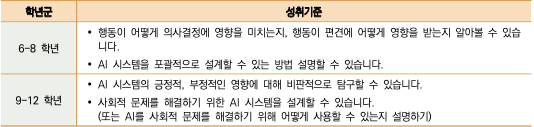 학년군 성취기준
• 행동이 어떻게 의사결정에 영향을 미치는지, 행동이 편견에 어떻게 영향을 받는지 알아볼 수 있습
니다.
6-8 학년
• AI 시스템을 포괄적으로 설계할 수 있는 방법 설명할 수 있습니다.
• AI 시스템의 긍정적, 부정적인 영향에 대해 비판적으로 탐구할 수 있습니다.
9-12 학년
• 사회적 문제를 해결하기 위한 AI 시스템을 설계할 수 있습니다.
(또는 AI를 사회적 문제를 해결하기 위해 어떻게 사용할 수 있는지 설명하기)